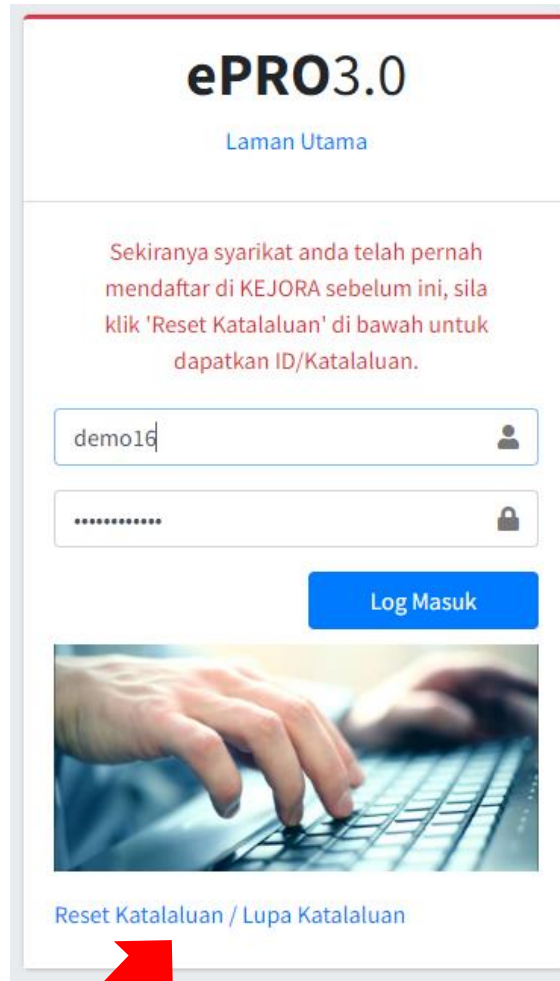 ePRO3.0
Laman Utama
Sekiranya syarikat anda telah pernah
mendaftar di KEJORA sebelum ini, sila
klik 'Reset Katalaluan' di bawah untuk
dapatkan ID/Katalaluan.
demo16
••••••••••••
Log Masuk
Reset Katalaluan / Lupa Katalaluan